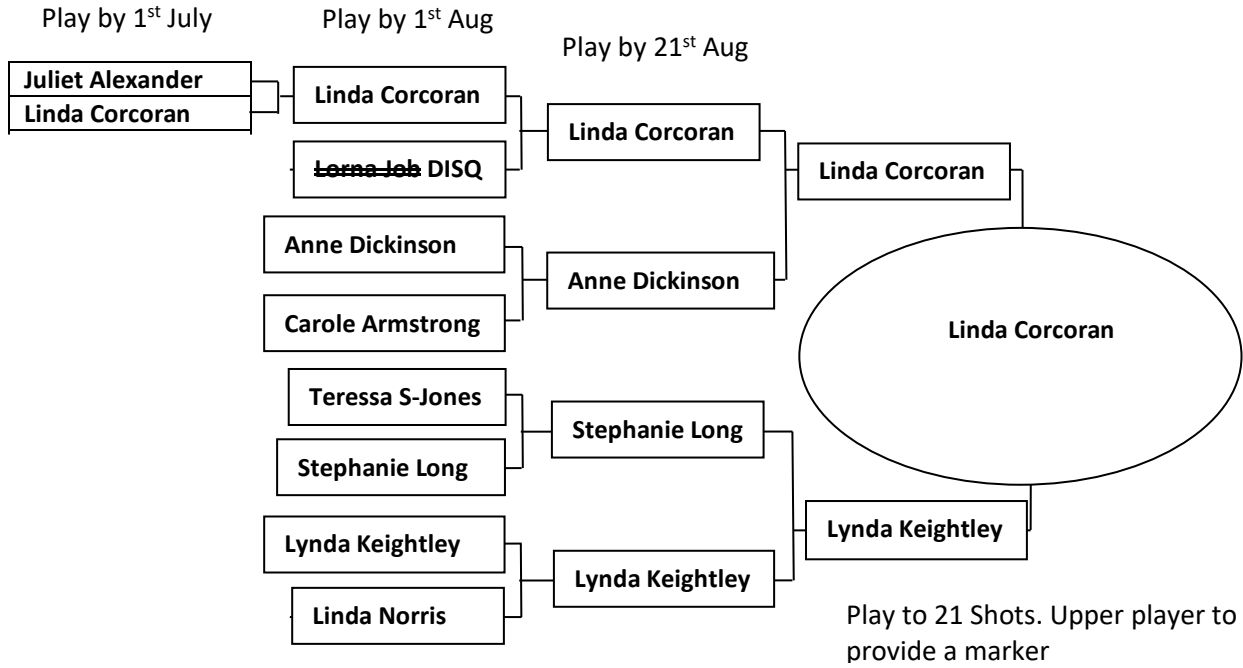 Play by 1st July
Play by 1st Aug
Play by 21st Aug
Juliet Alexander
Linda Corcoran
Linda Corcoran
Lorna Job DISQ
Anne Dickinson
Carole Armstrong
Teressa S-Jones
Stephanie Long
Lynda Keightley
Linda Norris
Linda Corcoran
Anne Dickinson
Stephanie Long
Lynda Keightley
Linda Corcoran
Lynda Keightley
Linda Corcoran
Play to 21 Shots. Upper player to
provide a marker